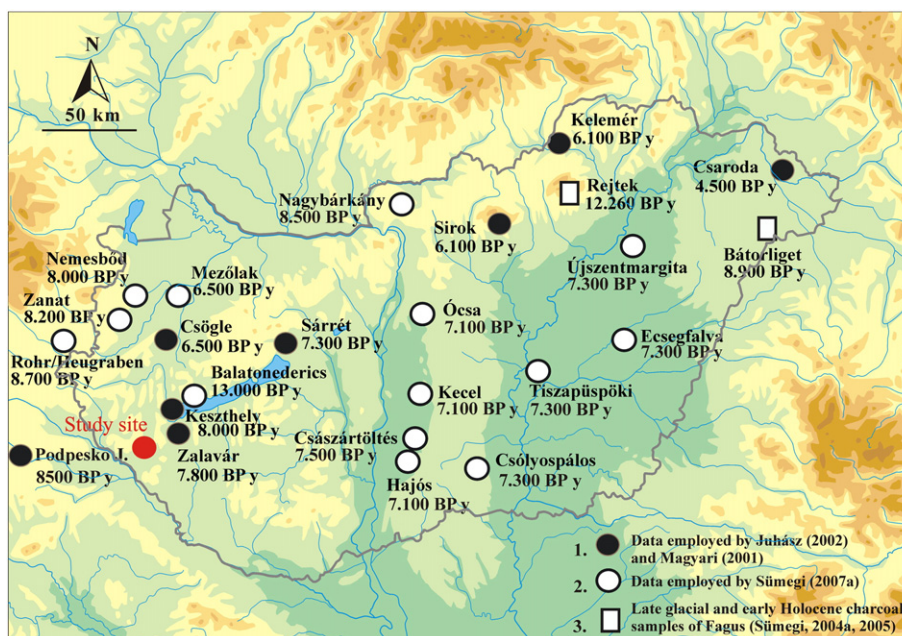 N
50 km
Kelemér
6.100 BP y
Csaroda
4.500 BP y
Nagybárkány
8.500 BP y
Rejtek
12.260 BP y
Sirok
6.100 BP y
Bátorliget
8.900 BP y
Nemesbőd
8.000 BP y
Mezőlak
6.500 BP y
Újszentmargita
7.300 BP y
Zanat
8.200 BP y
Ócsa
7.100 BP y
Csögle
6.500 BP y
Sárrét
7.300 BP y
Ecsegfalva
7.300 BP y
Rohr/Heugraben
8.700 BP y
Balatonederics
13.000 BP y
Kecel
7.100 BP y
Tiszapüspöki
7.300 BP y
Keszthely
8.000 BP y
Study site
Császártöltés
7.500 BP y
Podpesko J.
8500 BP y
Zalavár
7.800 BP y
Hajós
7.100 BP y
Csólyospálos
7.300 BP y
1. Data employed by Juhász (2002)
and Magyari (2001)
2. Data employed by Sümegi (2007a)
3. Late glacial and early Holocene charcoal
samples of Fagus (Sümegi, 2004a, 2005)